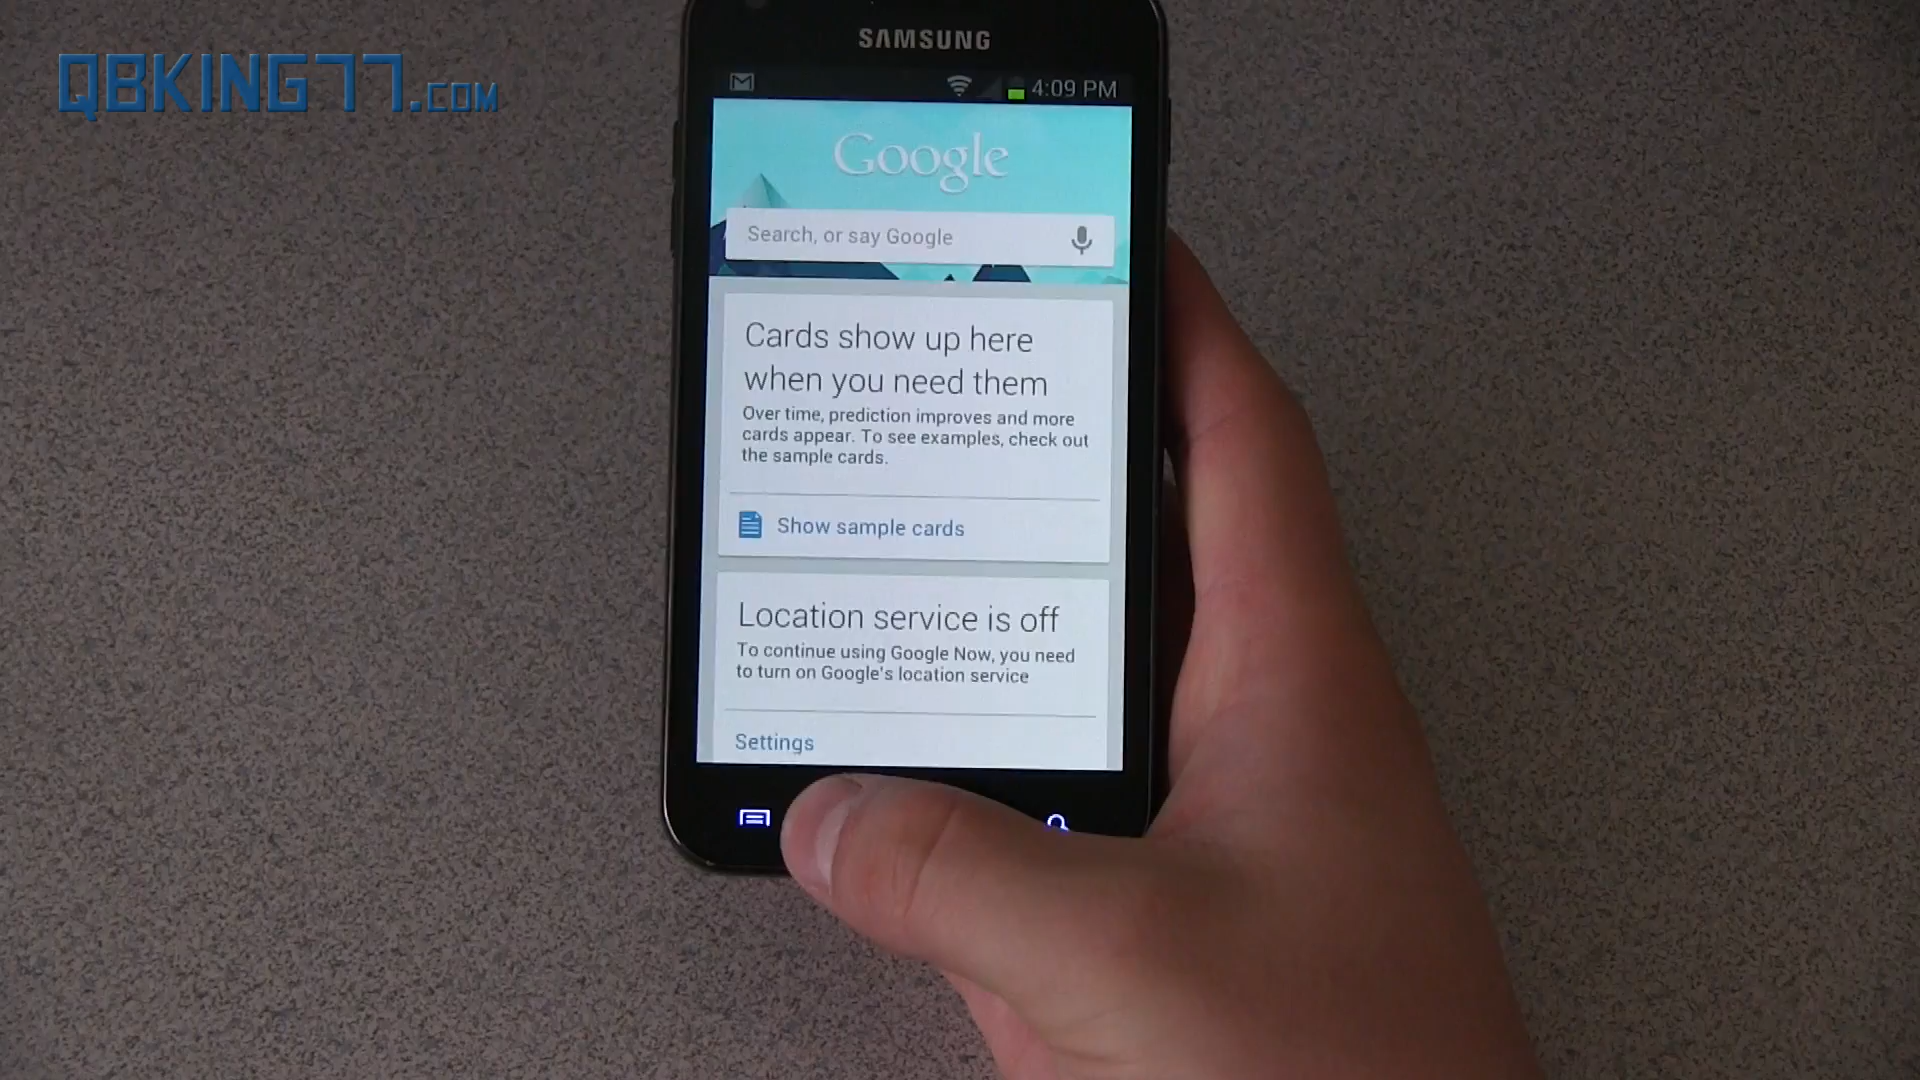 QBKING77.COM
SAMSUNG
4:09 PM
Google
Search, or say Google
Cards show up here
when you need them
Over time, prediction improves and more
cards appear. To see examples, check out
the sample cards.
Show sample cards
Location service is off
To continue using Google Now, you need
to turn on Google's location service
Settings